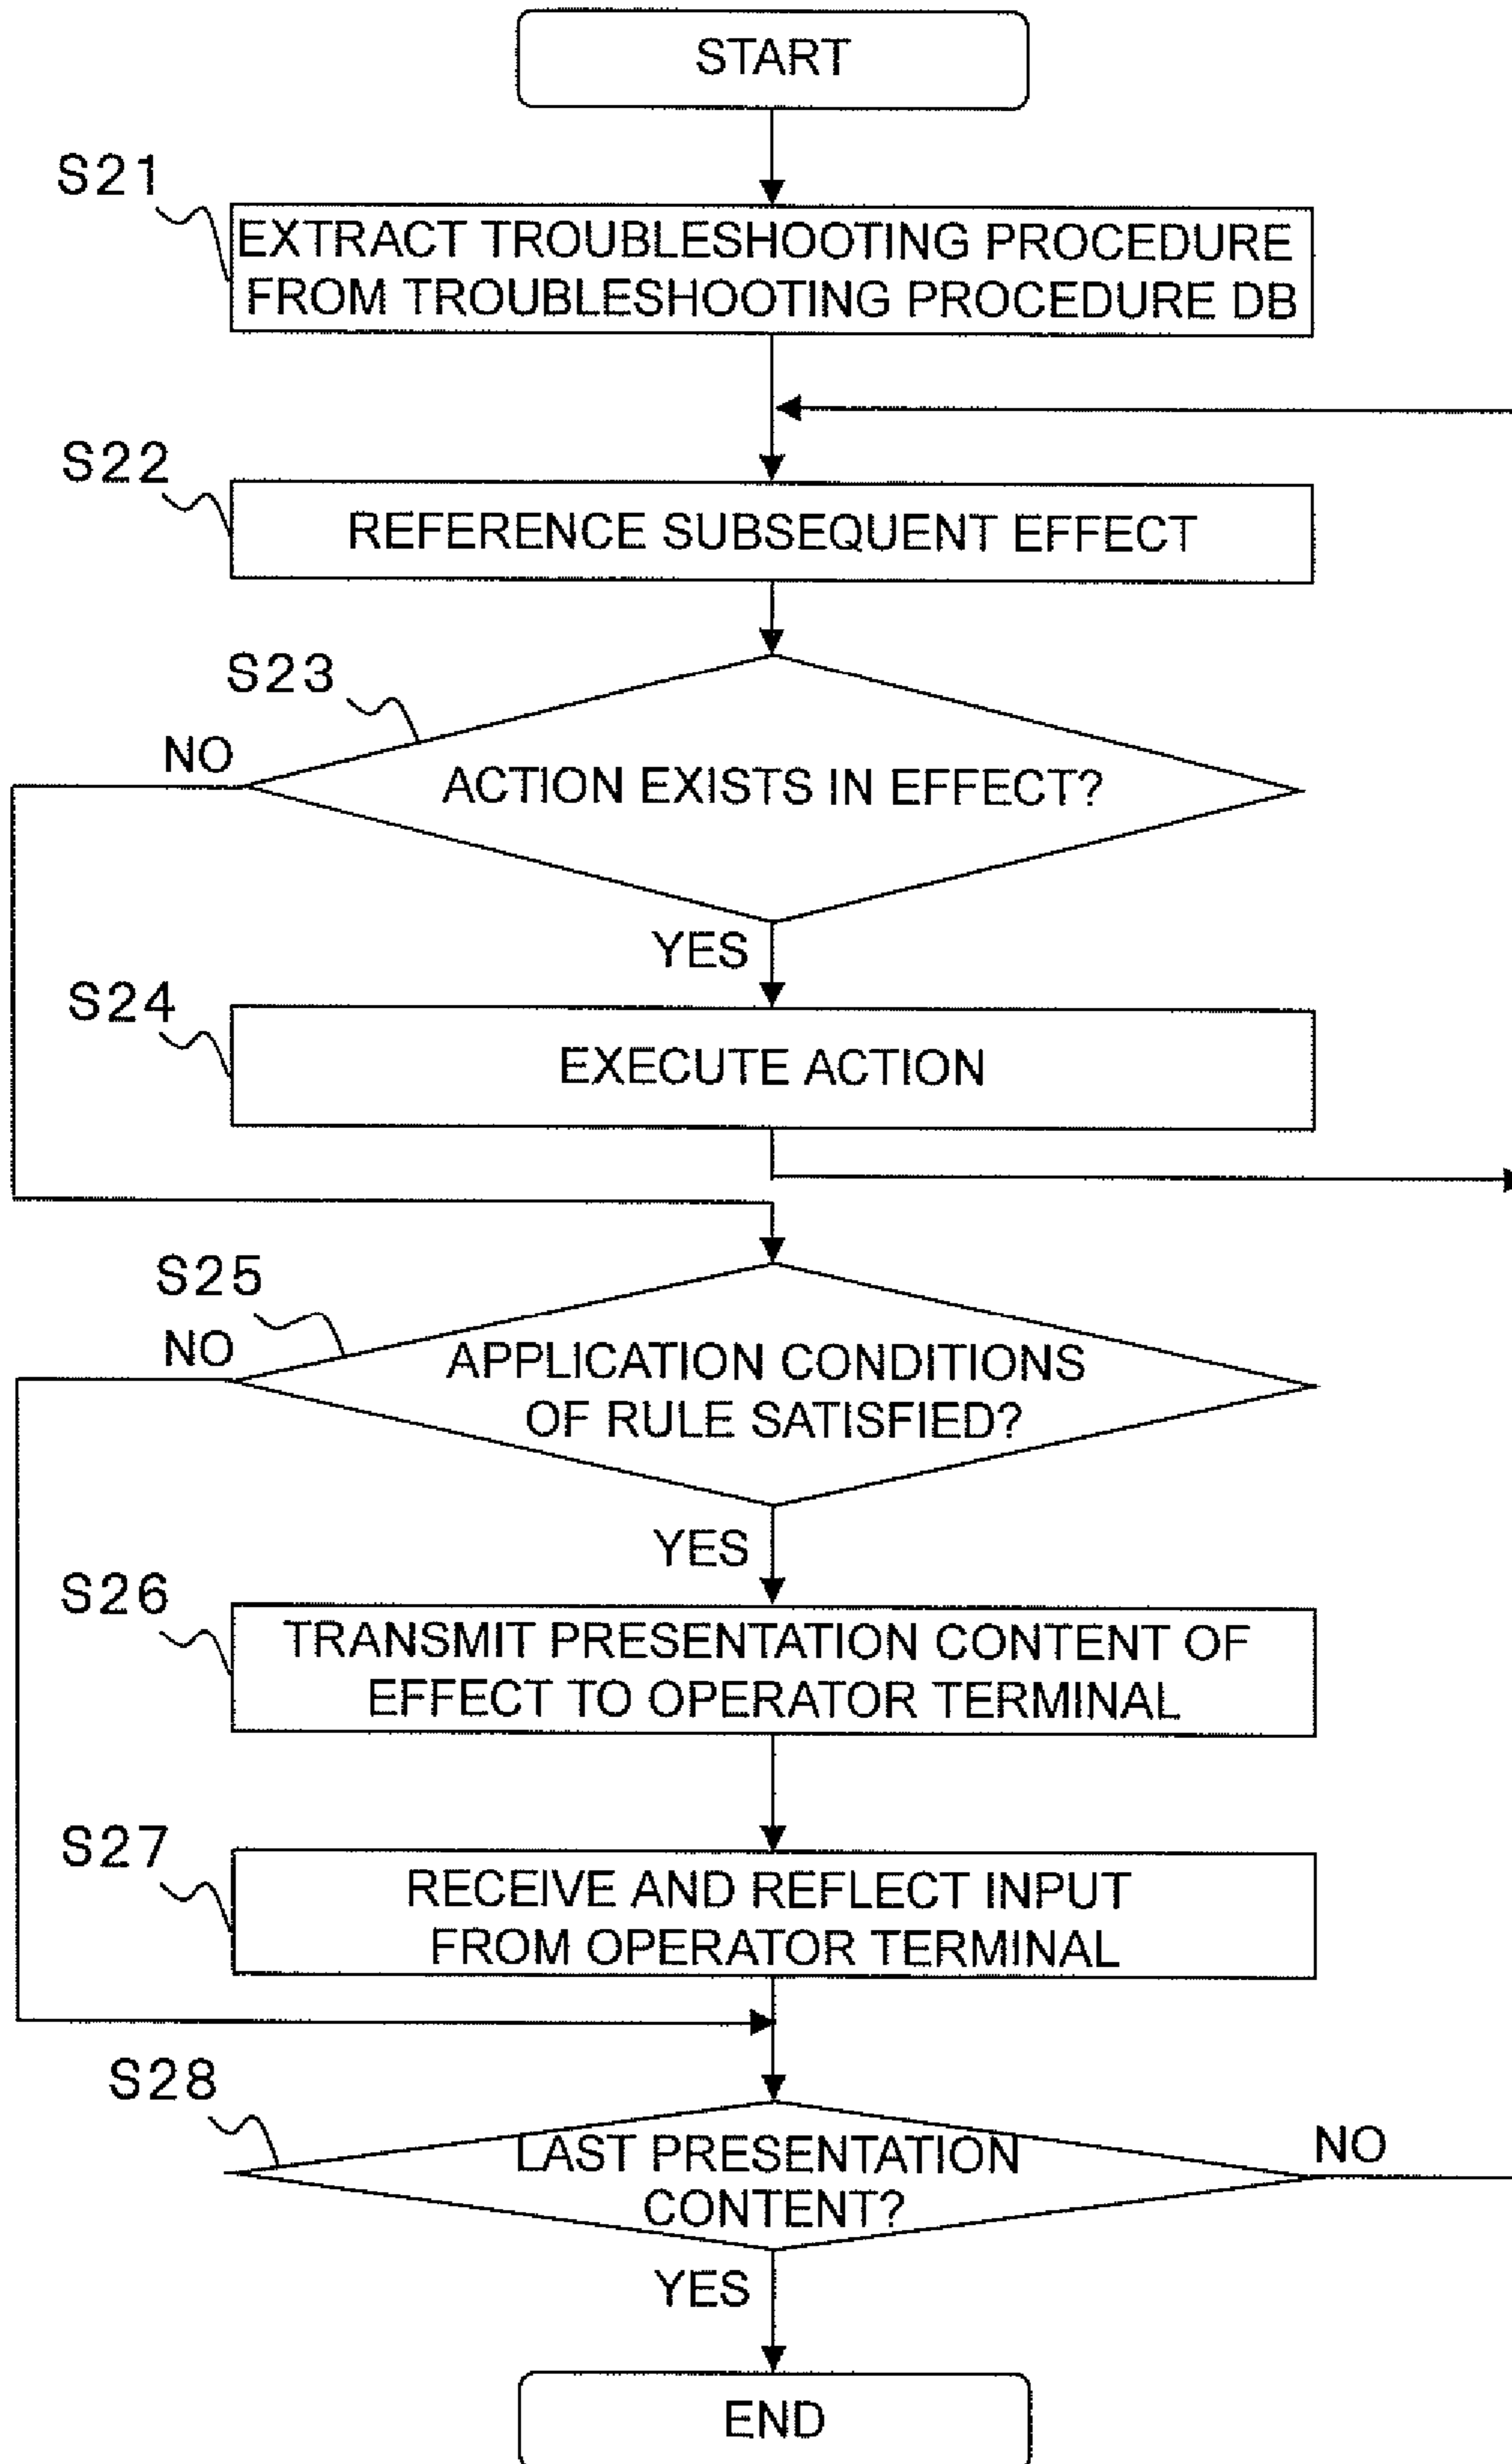 START
S21
EXTRACT TROUBLESHOOTING PROCEDURE
FROM TROUBLESHOOTING PROCEDURE DB
S22
REFERENCE SUBSEQUENT EFFECT
S23
NO
ACTION EXISTS IN EFFECT?
YES
S24
EXECUTE ACTION
S25
NO
APPLICATION CONDITIONS
OF RULE SATISFIED?
YES
S26
TRANSMIT PRESENTATION CONTENT OF
EFFECT TO OPERATOR TERMINAL
S27
RECEIVE AND REFLECT INPUT
FROM OPERATOR TERMINAL
S28
LAST PRESENTATION
CONTENT?
NO
YES
END